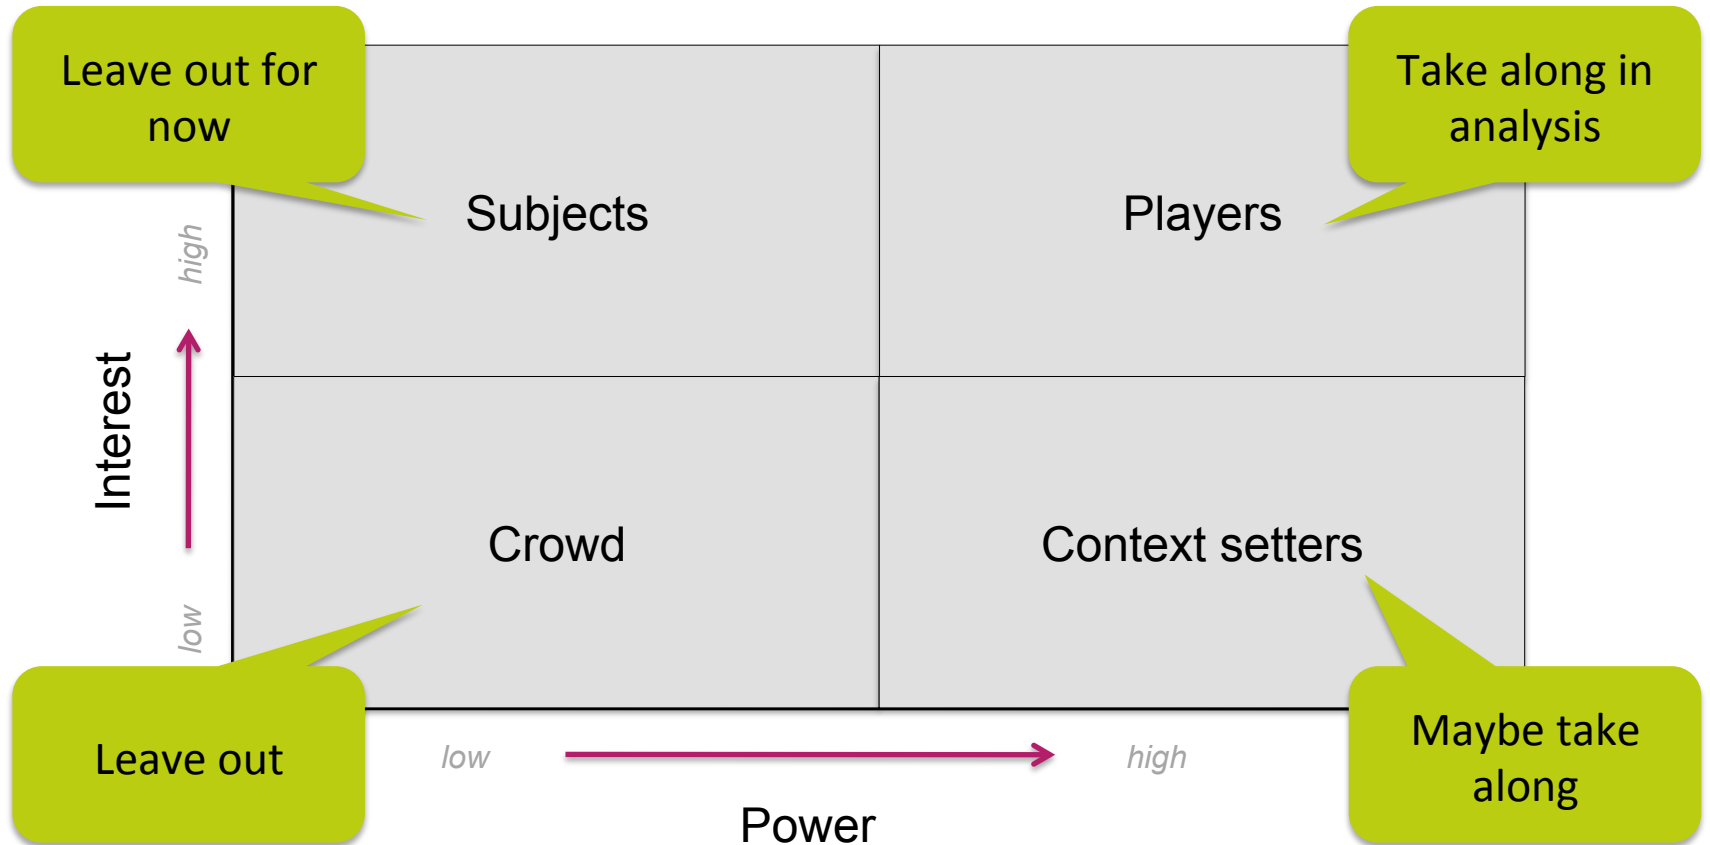 Leave out for
now
Take along in
analysis
Subjects
Players
high
Interest
low
Crowd
Context setters
Leave out
low
high
Maybe take
along
Power